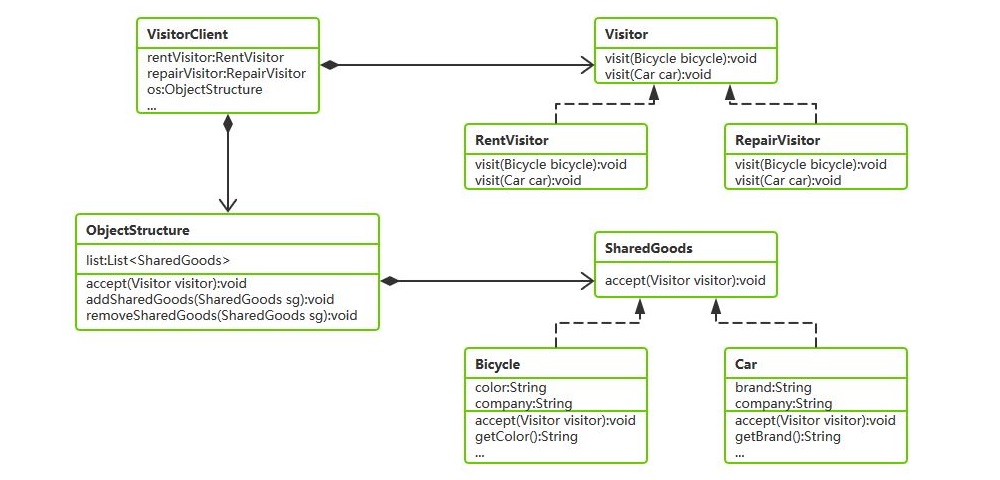 VisitorClient
rentVisitor:RentVisitor
repairVisitor:RepairVisitor
os:ObjectStructure
...
Visitor
visit(Bicycle bicycle):void
visit(Car car):void
RentVisitor
visit(Bicycle bicycle):void
visit(Car car):void
RepairVisitor
visit(Bicycle bicycle):void
visit(Car car):void
ObjectStructure
list:List<SharedGoods>
accept(Visitor visitor):void
addSharedGoods(SharedGoods sg):void
removeSharedGoods(SharedGoods sg):void
SharedGoods
accept(Visitor visitor):void
Bicycle
color:String
company:String
accept(Visitor visitor):void
getColor():String
...
Car
brand:String
company:String
accept(Visitor visitor):void
getBrand():String
...